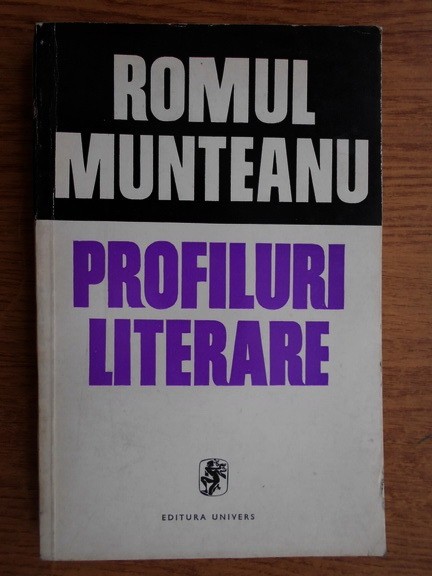 ROMUL
MUNTEANU
PROFILURI
LITERARE
EDITURA UNIVERS